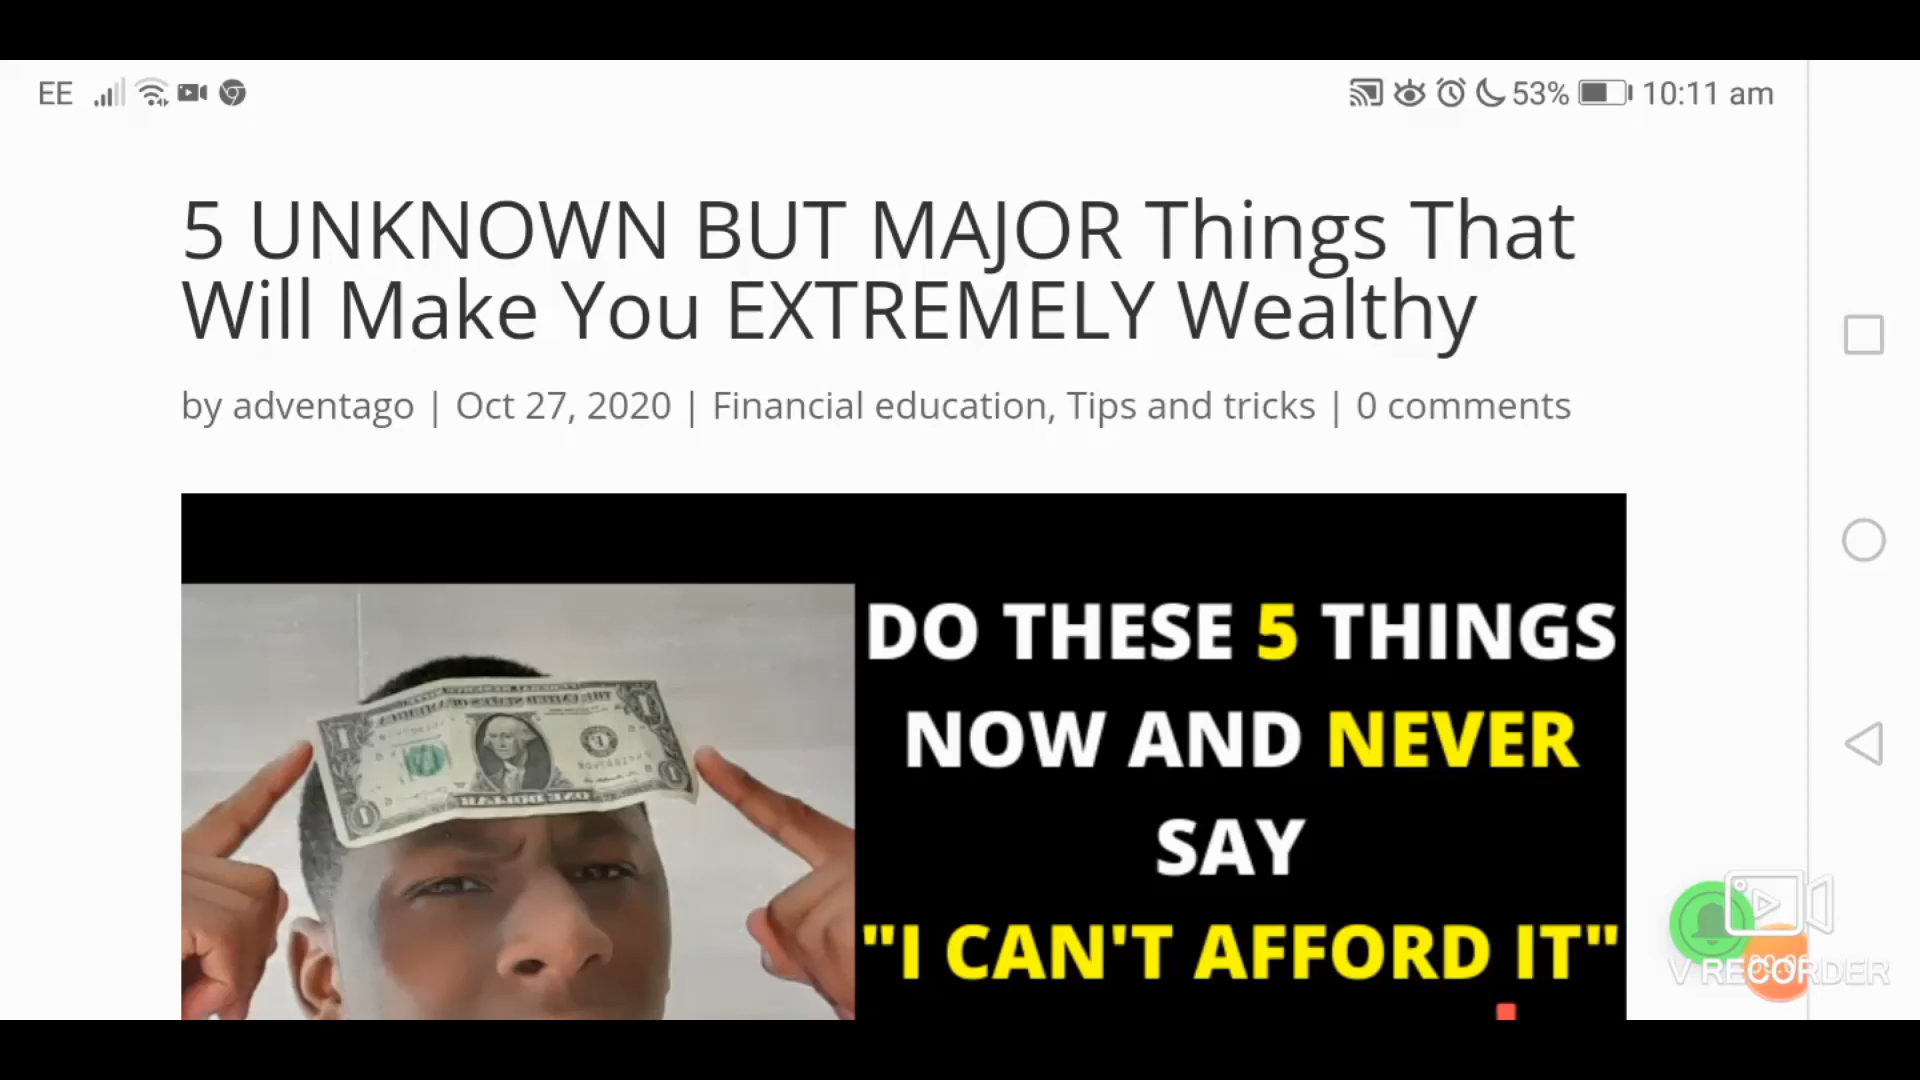 EE 53% 10:11 am
5 UNKNOWN BUT MAJOR Things That
Will Make You EXTREMELY Wealthy
by adventago | Oct 27, 2020 | Financial education, Tips and tricks | 0 comments
DO THESE 5 THINGS
NOW AND NEVER
SAY
"I CAN'T AFFORD IT"
V RECORDER